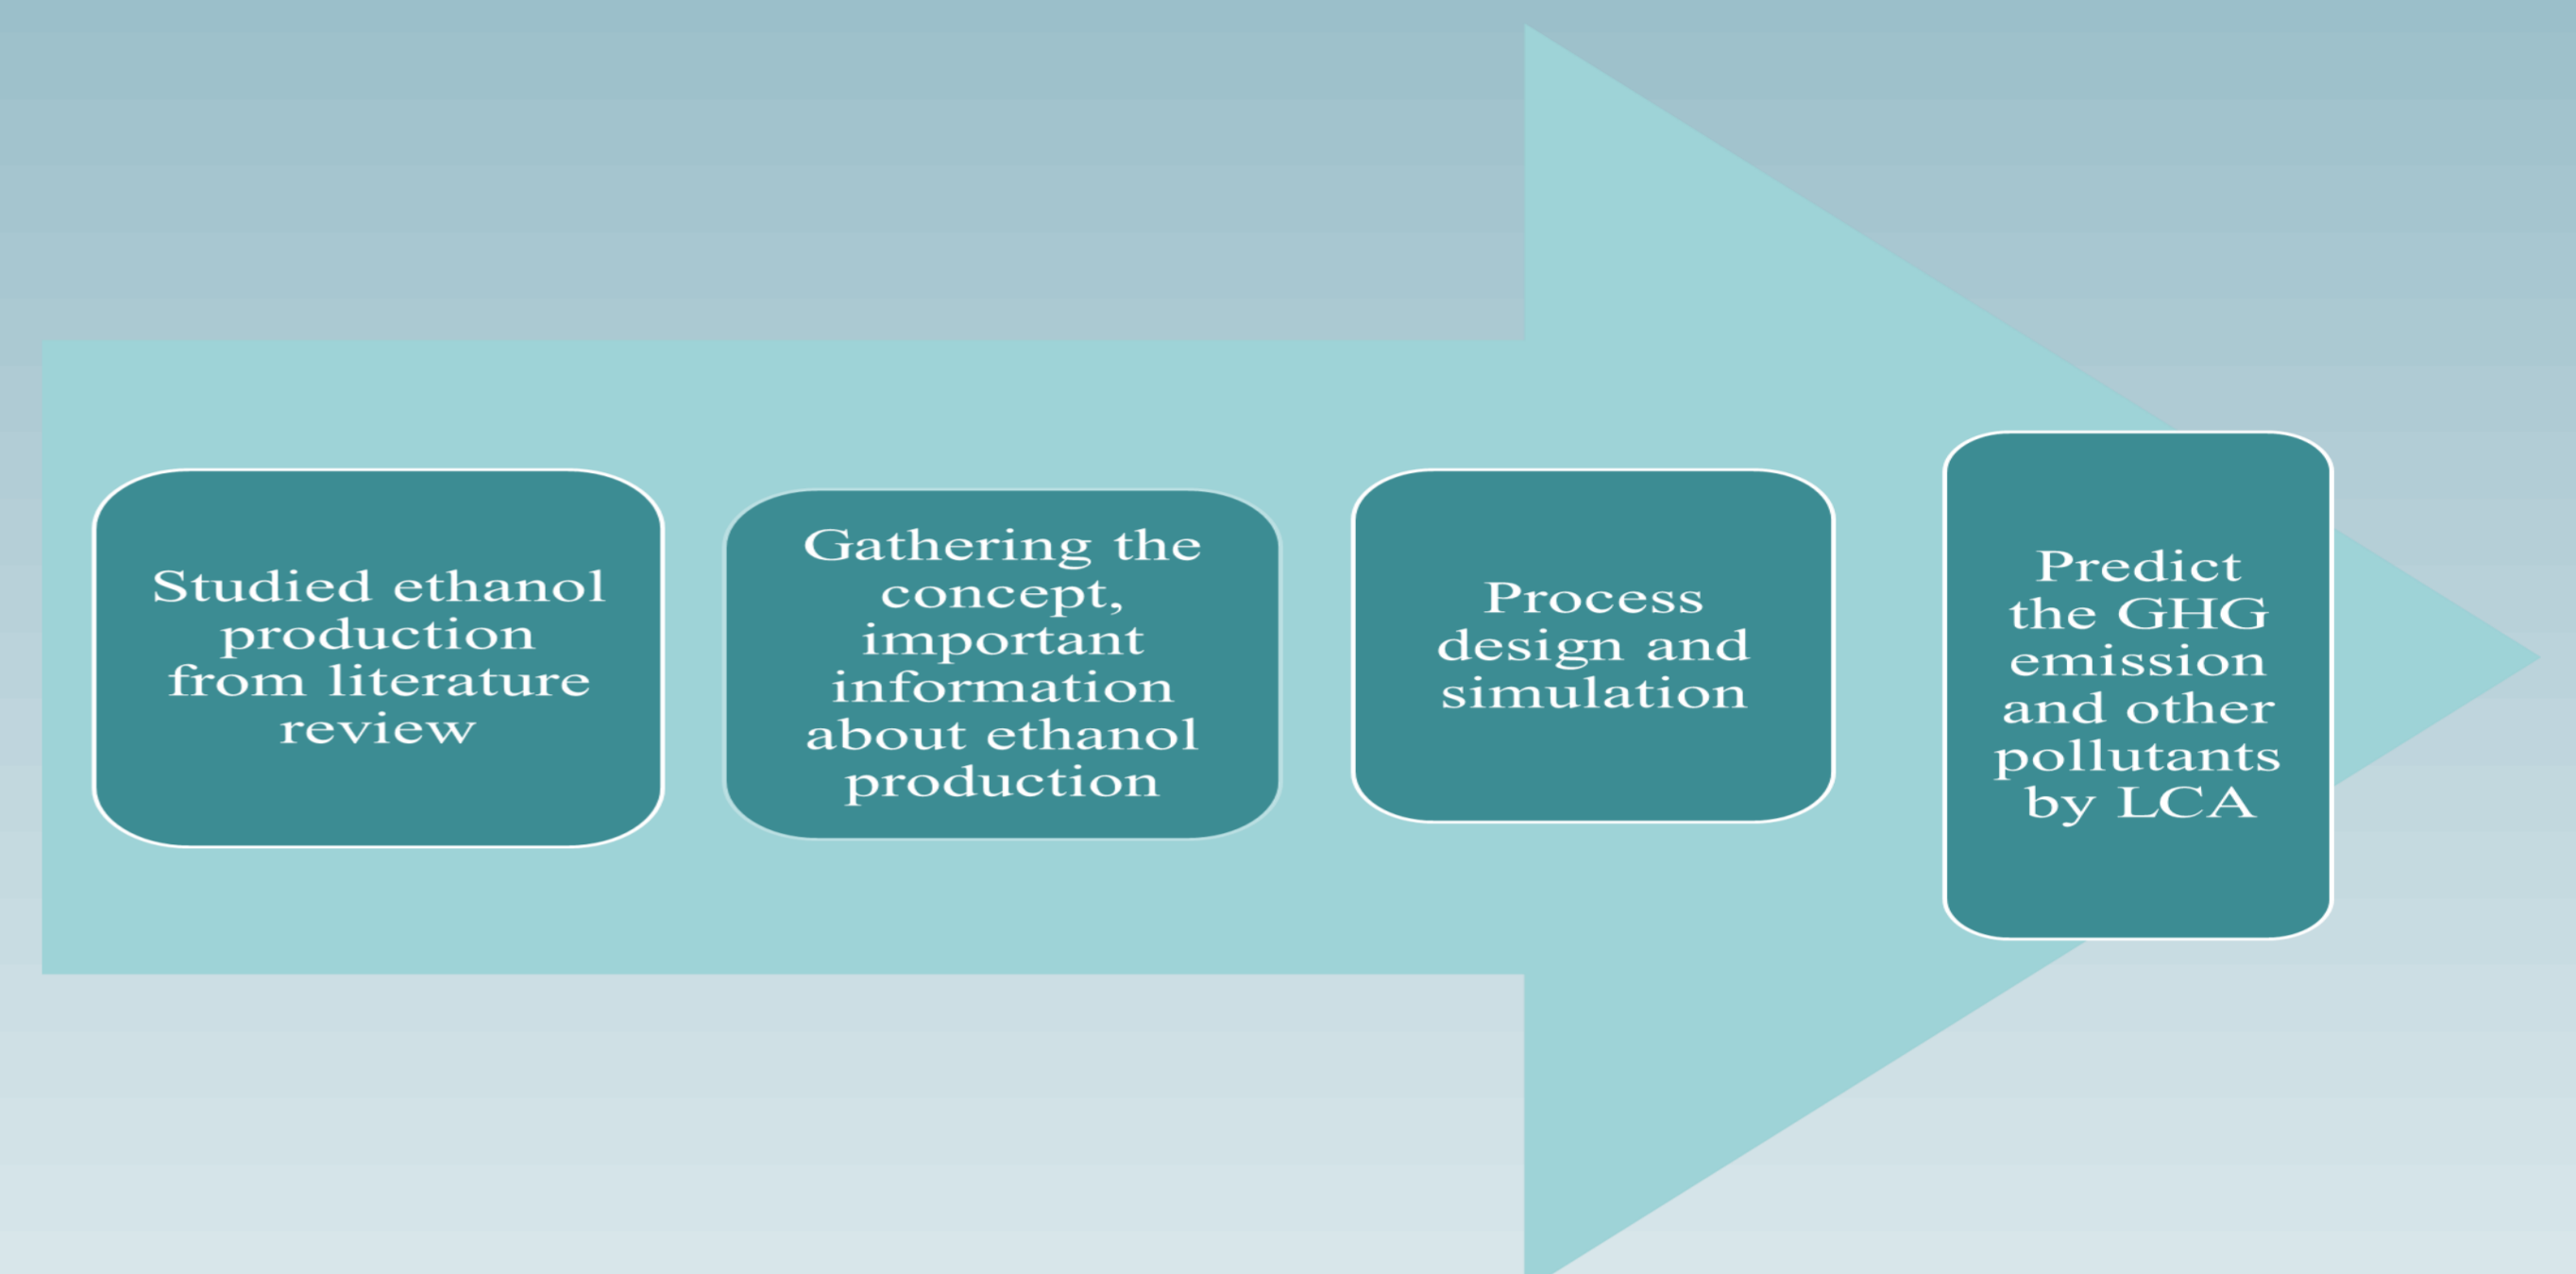 Studied ethanol
production
from literature
review
Gathering the
concept,
important
information
about ethanol
production
Process
design and
simulation
Predict
the GHG
emission
and other
pollutants
by LCA